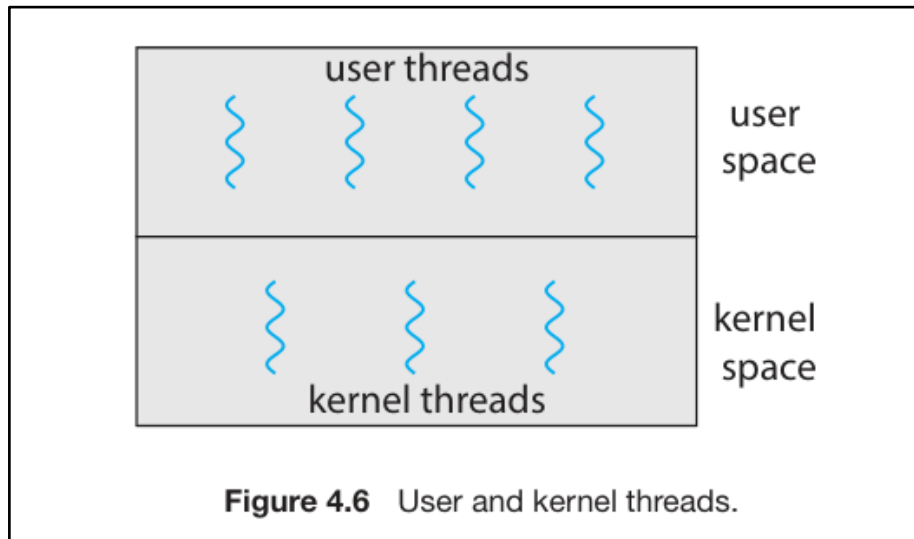 user threads
user
space
kernel
space
kernel threads
Figure 4.6 User and kernel threads.